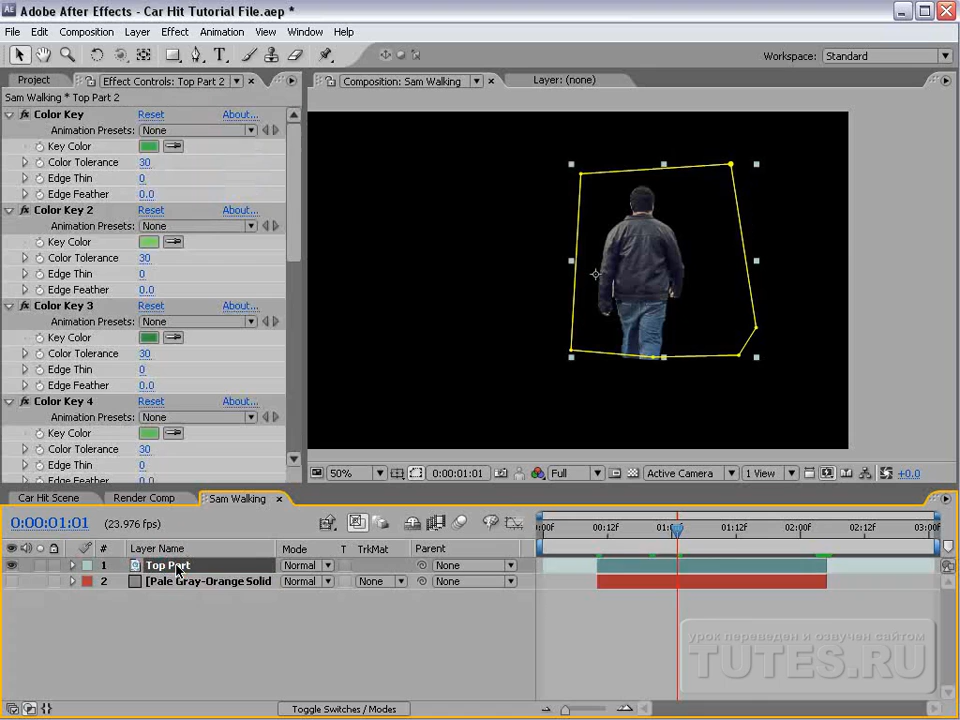 Adobe After Effects - Car Hit Tutorial File.aep *
File Edit Composition Layer Effect Animation View Window Help
Workspace: Standard
Project Effect Controls: Top Part 2 Composition: Sam Walking Layer: (none)
Sam Walking * Top Part 2
Color Key Reset About...
Animation Presets: None
Key Color
Color Tolerance 30
Edge Thin 0
Edge Feather 0.0
Color Key 2 Reset About...
Animation Presets: None
Key Color
Color Tolerance 30
Edge Thin 0
Edge Feather 0.0
Color Key 3 Reset About...
Animation Presets: None
Key Color
Color Tolerance 30
Edge Thin 0
Edge Feather 0.0
Color Key 4 Reset About...
Animation Presets: None
Key Color
Color Tolerance 30
Edge Thin 0
50% 0:00:01:01 Full Active Camera 1 View +0.0
Car Hit Scene Render Comp Sam Walking
0:00:01:01 (23.976 fps)
# Layer Name Mode T TrkMat Parent
00:12f 01:12f 02:00f 02:12f 03:00f
1 Top Part Normal None
2 [Pale Gray-Orange Solid Normal None None
урок переведен и озвучен сайтом
TUTES.RU
Toggle Switches / Modes